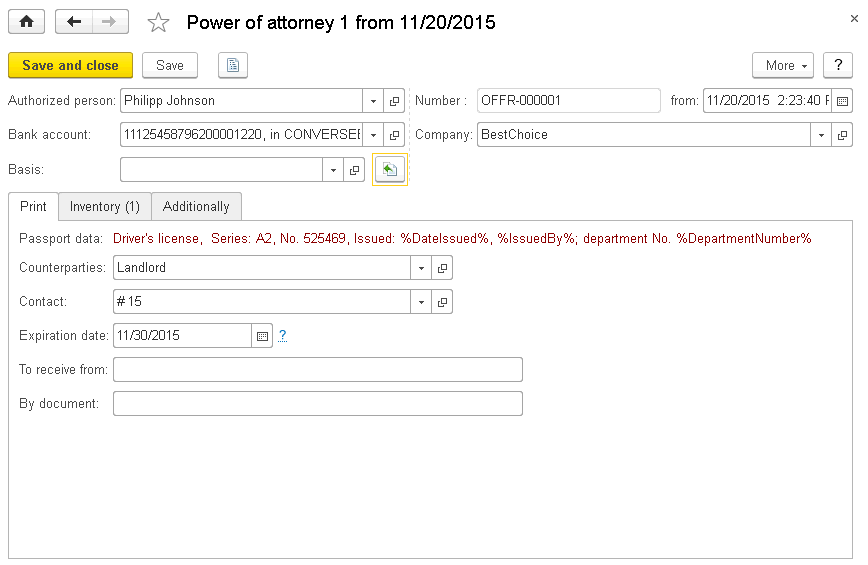 Power of attorney 1 from 11/20/2015
Save and close Save More ?
Authorized person: Philipp Johnson Number : OFFR-000001 from: 11/20/2015 2:23:40 P
Bank account: 11125458796200001220, in CONVERSE Company: BestChoice
Basis:
Print Inventory (1) Additionally
Passport data: Driver's license, Series: A2, No. 525469, Issued: %DateIssued%, %IssuedBy%; department No. %DepartmentNumber%
Counterparties: Landlord
Contact: # 15
Expiration date: 11/30/2015 ?
To receive from:
By document: